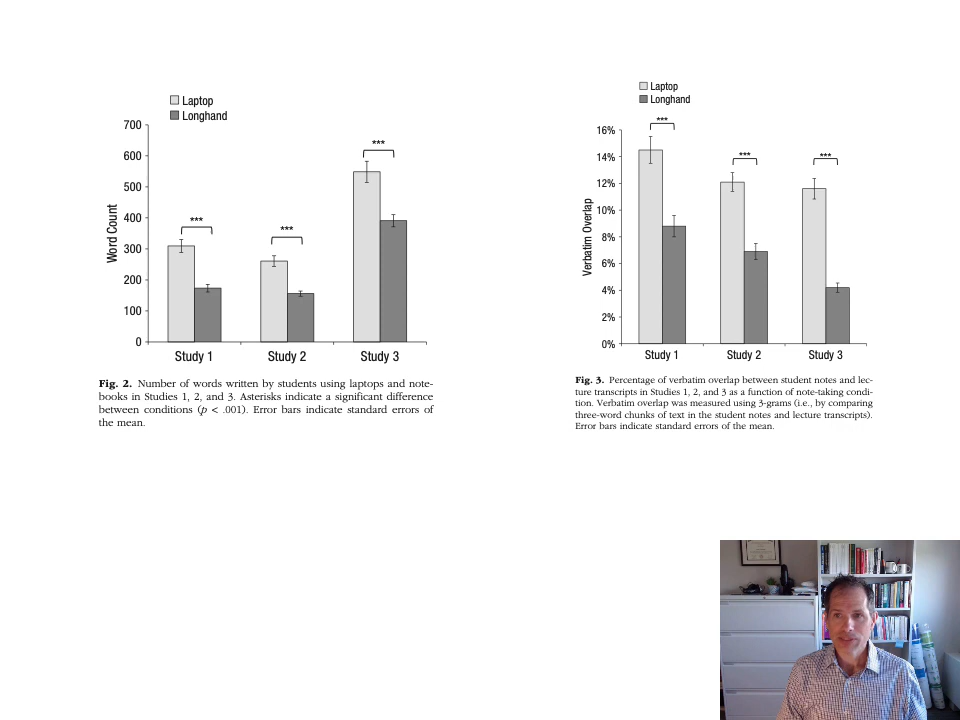 Laptop
Longhand
700
600
500
400
300
200
100
0
Word Count
***
***
***
Study 1
Study 2
Study 3
Fig. 2. Number of words written by students using laptops and note-
books in Studies 1, 2, and 3. Asterisks indicate a significant difference
between conditions (p < .001). Error bars indicate standard errors of
the mean.
Laptop
Longhand
16%
14%
12%
10%
8%
6%
4%
2%
0%
Verbatim Overlap
***
***
***
Study 1
Study 2
Study 3
Fig. 3. Percentage of verbatim overlap between student notes and lec-
ture transcripts in Studies 1, 2, and 3 as a function of note-taking condi-
tion. Verbatim overlap was measured using 3-grams (i.e., by comparing
three-word chunks of text in the student notes and lecture transcripts).
Error bars indicate standard errors of the mean.